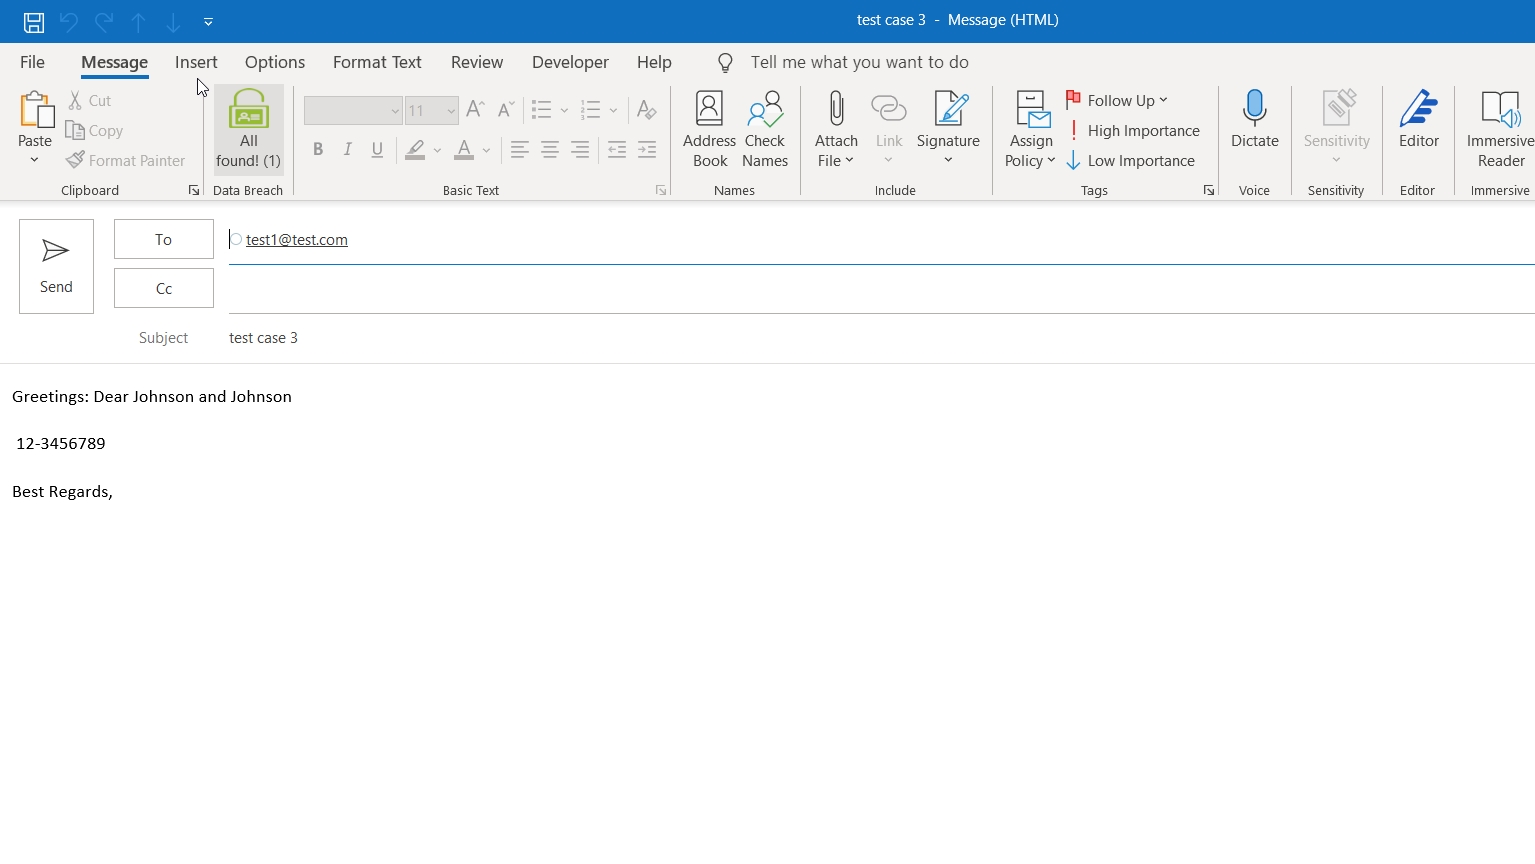 test case 3 - Message (HTML)
File Message Insert Options Format Text Review Developer Help Tell me what you want to do
Paste
Cut
Copy
Format Painter
Clipboard
All found! (1)
Data Breach
11
B I U A
Basic Text
Address Book
Check Names
Names
Attach File
Link
Signature
Include
Assign Policy
Follow Up
High Importance
Low Importance
Tags
Dictate
Voice
Sensitivity
Sensitivity
Editor
Editor
Immersive Reader
Immersive
Send
To test1@test.com
Cc
Subject test case 3
Greetings: Dear Johnson and Johnson
12-3456789
Best Regards,